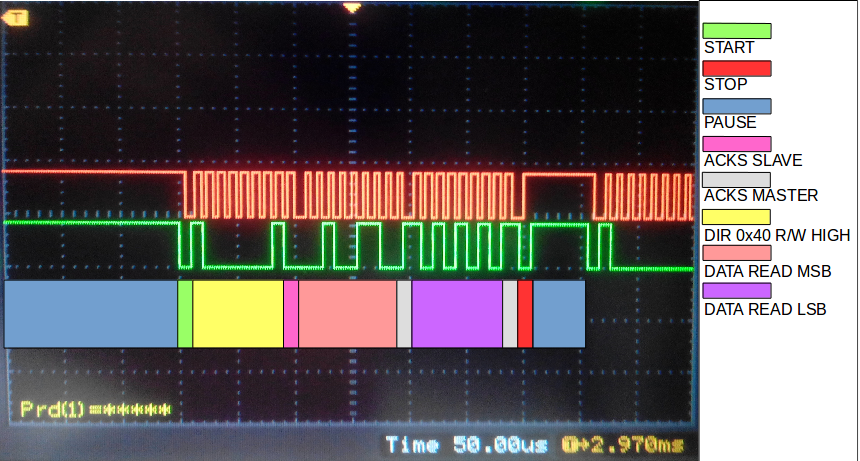 T
START
STOP
PAUSE
ACKS SLAVE
ACKS MASTER
DIR 0x40 R/W HIGH
DATA READ MSB
DATA READ LSB
Prd(1)=*****
Time 50.00us T→2.970ms